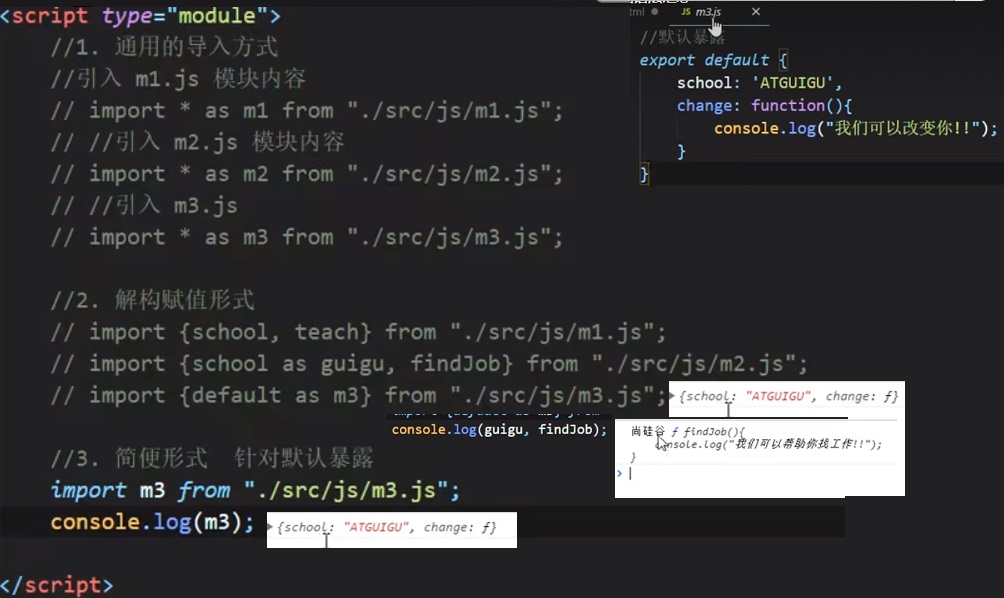 <script type="module">
//1. 通用的导入方式
//引入 m1.js 模块内容
// import * as m1 from "./src/js/m1.js";
// //引入 m2.js 模块内容
// import * as m2 from "./src/js/m2.js";
// //引入 m3.js
// import * as m3 from "./src/js/m3.js";
//2. 解构赋值形式
// import {school, teach} from "./src/js/m1.js";
// import {school as guigu, findJob} from "./src/js/m2.js";
// import {default as m3} from "./src/js/m3.js";
{school: "ATGUIGU", change: ƒ}
console.log(guigu, findJob);
尚硅谷 ƒ findJob(){
console.log("我们可以帮助你找工作!!");
}
//3. 简便形式 针对默认暴露
import m3 from "./src/js/m3.js";
console.log(m3);
{school: "ATGUIGU", change: ƒ}
</script>
JS m3.js
//默认暴露
export default {
school: 'ATGUIGU',
change: function(){
console.log("我们可以改变你!!");
}
}